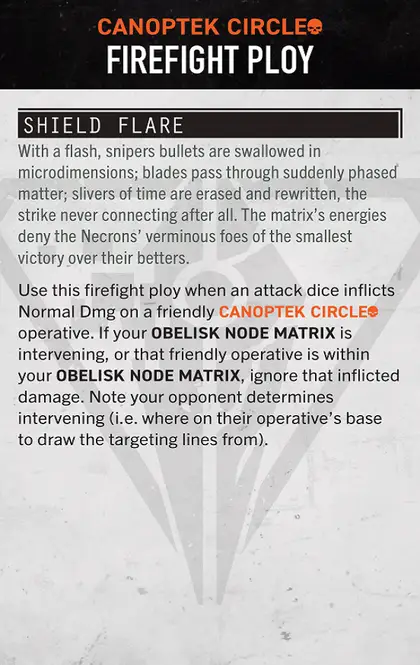 CANOPTEK CIRCLE
FIREFIGHT PLOY
SHIELD FLARE
With a flash, snipers bullets are swallowed in
microdimensions; blades pass through suddenly phased
matter; slivers of time are erased and rewritten, the
strike never connecting after all. The matrix’s energies
deny the Necrons’ verminous foes of the smallest
victory over their betters.
Use this firefight ploy when an attack dice inflicts
Normal Dmg on a friendly CANOPTEK CIRCLE
operative. If your OBELISK NODE MATRIX is
intervening, or that friendly operative is within
your OBELISK NODE MATRIX, ignore that inflicted
damage. Note your opponent determines
intervening (i.e. where on their operative’s base
to draw the targeting lines from).